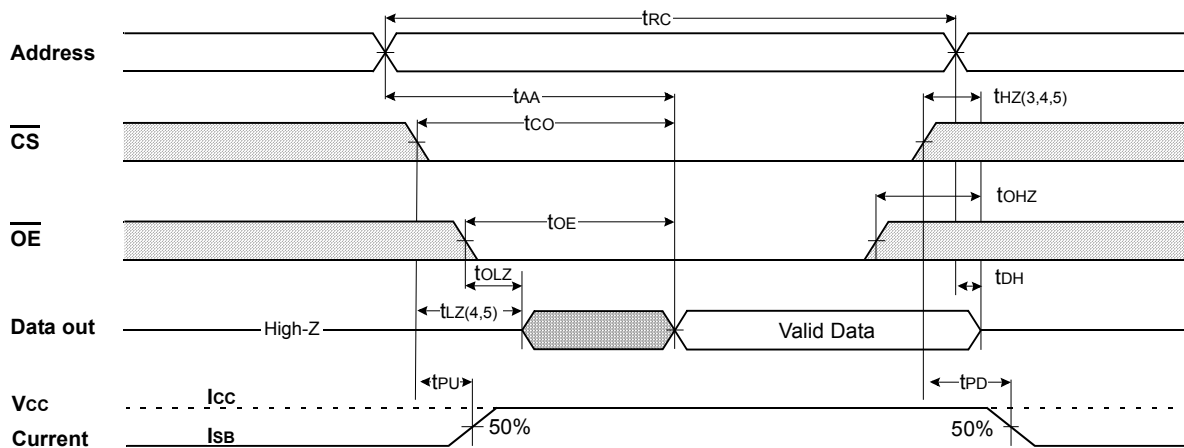 tRC
Address
tAA
tHZ(3,4,5)
CS
tCO
tOHZ
OE
tOE
tOLZ
tDH
tLZ(4,5)
Data out
High-Z
Valid Data
tPU
tPD
VCC
ICC
50%
50%
Current
ISB